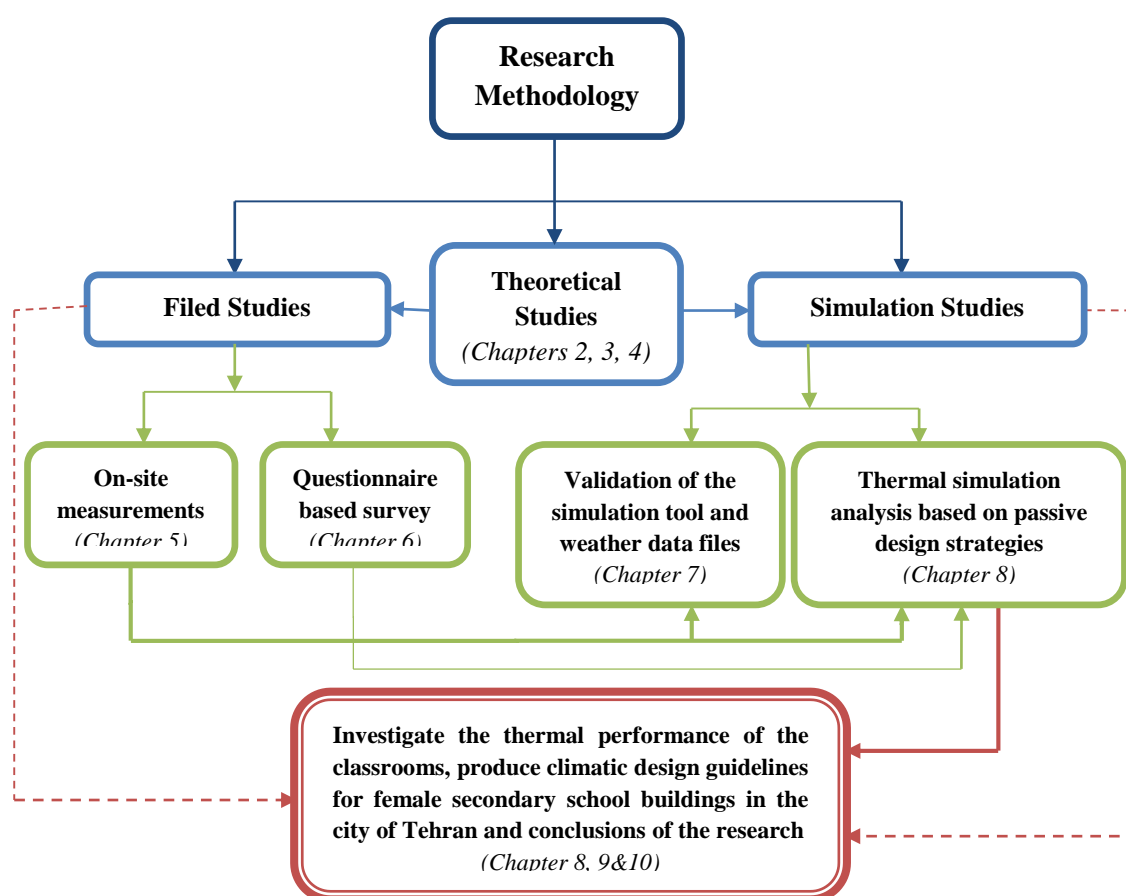 Research
Methodology
Filed Studies
Theoretical
Studies
(Chapters 2, 3, 4)
Simulation Studies
On-site
measurements
(Chapter 5)
Questionnaire
based survey
(Chapter 6)
Validation of the
simulation tool and
weather data files
(Chapter 7)
Thermal simulation
analysis based on passive
design strategies
(Chapter 8)
Investigate the thermal performance of the
classrooms, produce climatic design guidelines
for female secondary school buildings in the
city of Tehran and conclusions of the research
(Chapter 8, 9&10)